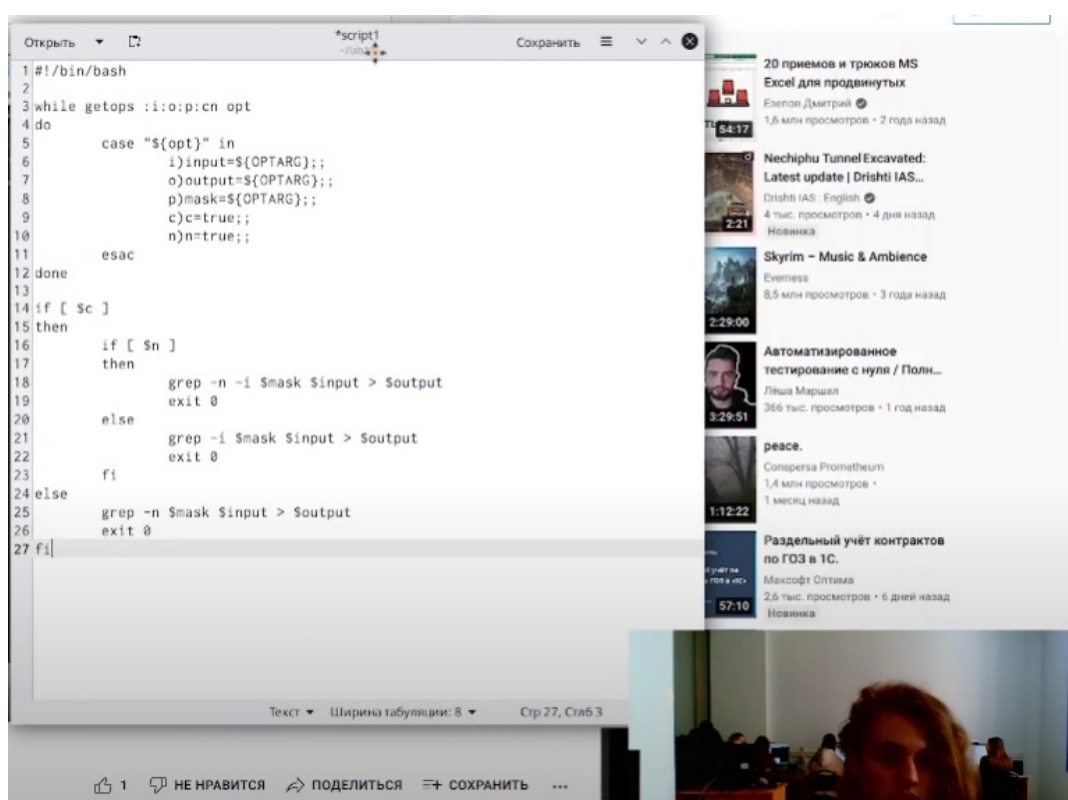 Открыть
*script1
Сохранить
1 #!/bin/bash
2
3 while getops :i:o:p:cn opt
4 do
5 case "${opt}" in
6 i)input=${OPTARG};;
7 o)output=${OPTARG};;
8 p)mask=${OPTARG};;
9 c)c=true;;
10 n)n=true;;
11 esac
12 done
13
14 if [ $c ]
15 then
16 if [ $n ]
17 then
18 grep -n -i $mask $input > $output
19 exit 0
20 else
21 grep -i $mask $input > $output
22 exit 0
23 fi
24 else
25 grep -n $mask $input > $output
26 exit 0
27 fi
Текст
Ширина табуляции: 8
Стр 27, Стлб 3
1
НЕ НРАВИТСЯ
ПОДЕЛИТЬСЯ
СОХРАНИТЬ
54:17
20 приемов и трюков MS
Excel для продвинутых
Езепов Дмитрий
1,6 млн просмотров • 2 года назад
2:21
Nechiphu Tunnel Excavated:
Latest update | Drishti IAS...
Drishti IAS : English
4 тыс. просмотров • 4 дня назад
Новинка
2:29:00
Skyrim – Music & Ambience
Everness
8,5 млн просмотров • 3 года назад
3:29:51
Автоматизированное
тестирование с нуля / Полн...
Лёша Маршал
366 тыс. просмотров • 1 год назад
1:12:22
peace.
Conspersa Prometheum
1,4 млн просмотров •
1 месяц назад
57:10
Раздельный учёт контрактов
по ГОЗ в 1С.
Максофт Оптима
2,6 тыс. просмотров • 6 дней назад
Новинка